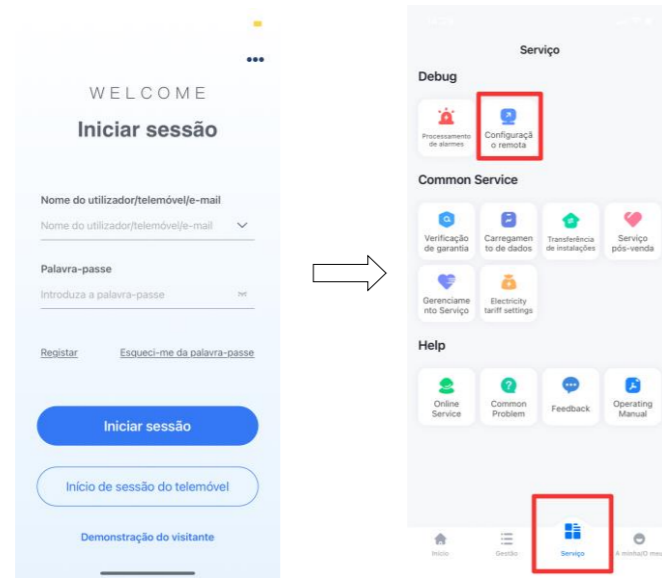 WELCOME
Iniciar sessão
Nome do utilizador/telemóvel/e-mail
Nome do utilizador/telemóvel/e-mail
Palavra-passe
Introduza a palavra-passe
Registar Esqueci-me da palavra-passe
Iniciar sessão
Início de sessão do telemóvel
Demonstração do visitante
Serviço
Debug
Processamento
de alarmes
Configuraçã
o remota
Common Service
Verificação
de garantia
Carregamen
to de dados
Transferência
de instalações
Serviço
pós-venda
Gerenciame
nto Serviço
Electricity
tariff settings
Help
Online
Service
Common
Problem
Feedback
Operating
Manual
Início Gestão Serviço A minha/O meu